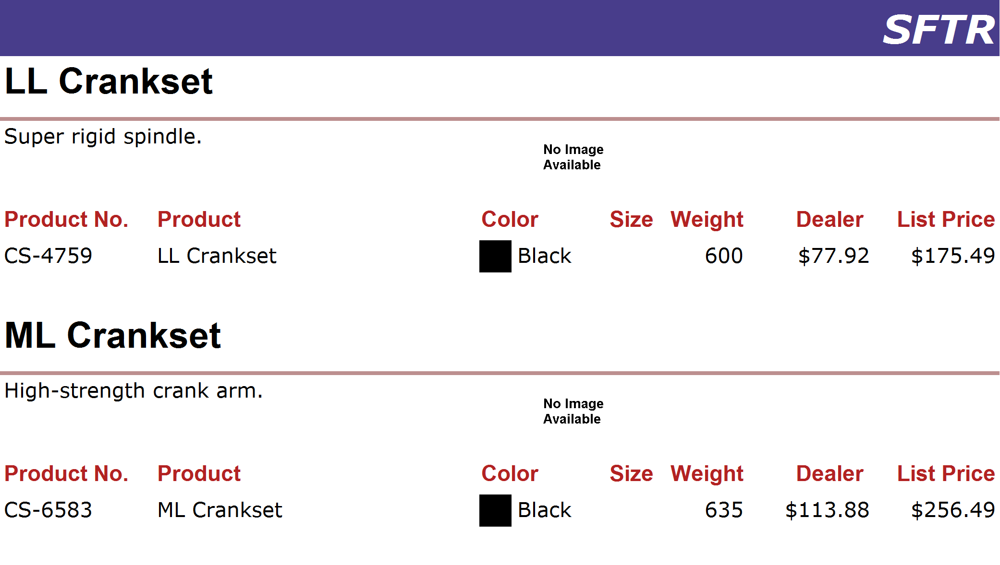 SFTR
LL Crankset
Super rigid spindle.
No Image
Available
Product No. Product Color Size Weight Dealer List Price
CS-4759 LL Crankset Black 600 $77.92 $175.49
ML Crankset
High-strength crank arm.
No Image
Available
Product No. Product Color Size Weight Dealer List Price
CS-6583 ML Crankset Black 635 $113.88 $256.49